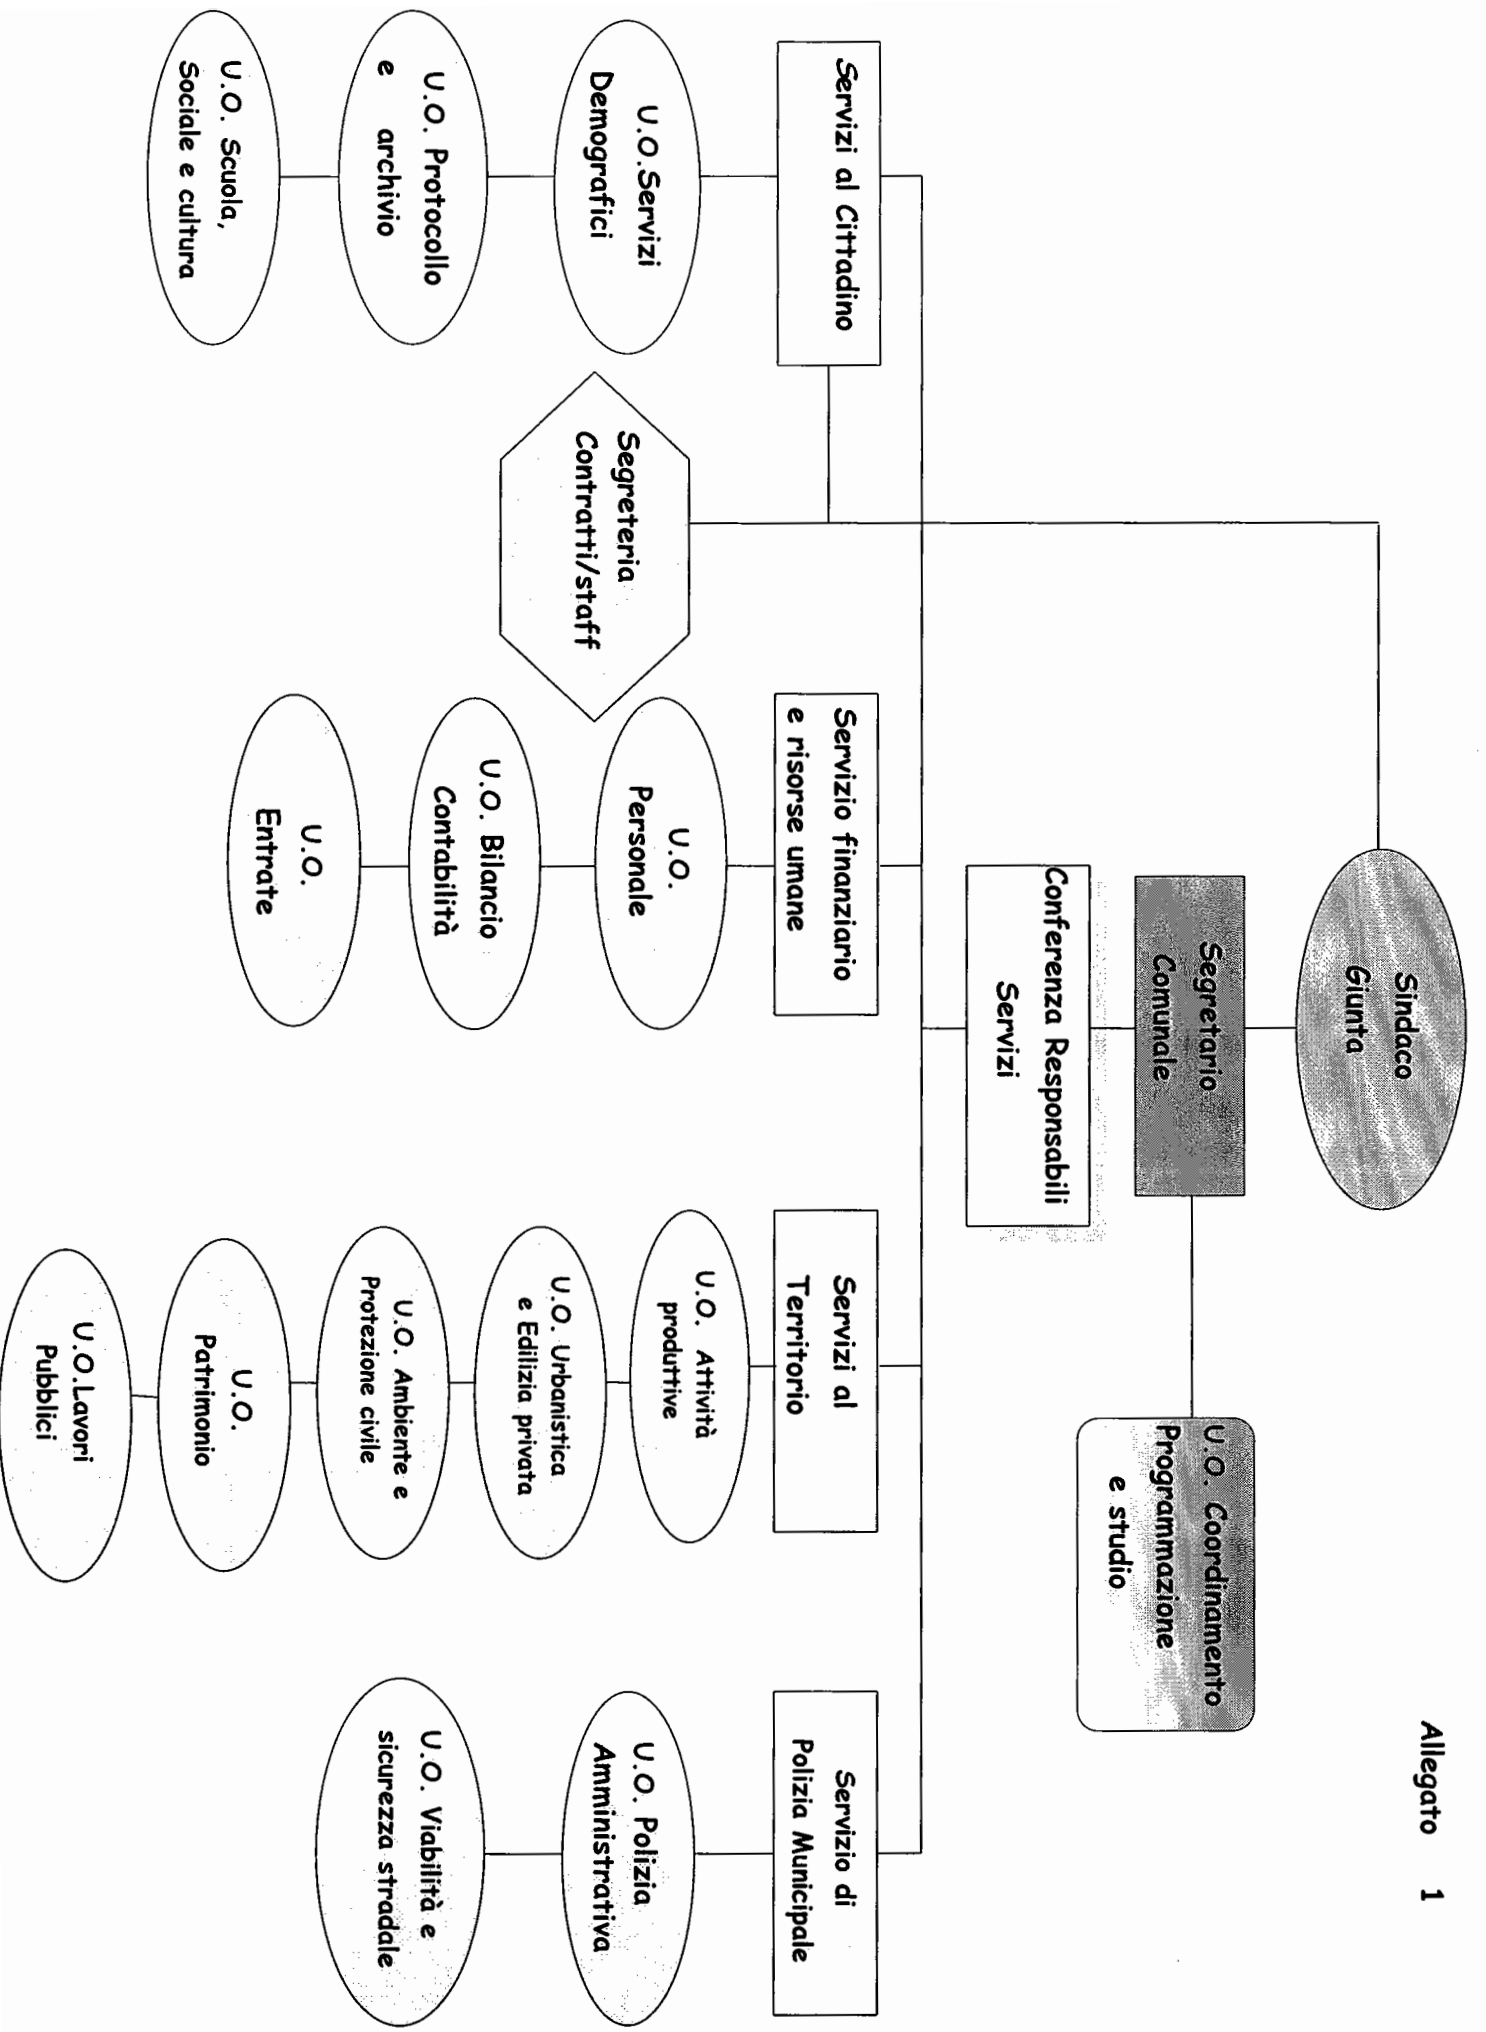 Allegato 1
Sindaco
Giunta
Segretario
Comunale
U.O. Coordinamento
Programmazione
e studio
Conferenza Responsabili
Servizi
Servizi al Cittadino
U.O.Servizi
Demografici
U.O. Protocollo
e archivio
U.O. Scuola,
Sociale e cultura
Segreteria
Contratti/staff
Servizio finanziario
e risorse umane
U.O.
Personale
U.O. Bilancio
Contabilità
U.O.
Entrate
Servizi al
Territorio
U.O. Attività
produttive
U.O. Urbanistica
e Edilizia privata
U.O. Ambiente e
Protezione civile
U.O.
Patrimonio
U.O.Lavori
Pubblici
Servizio di
Polizia Municipale
U.O. Polizia
Amministrativa
U.O. Viabilità e
sicurezza stradale